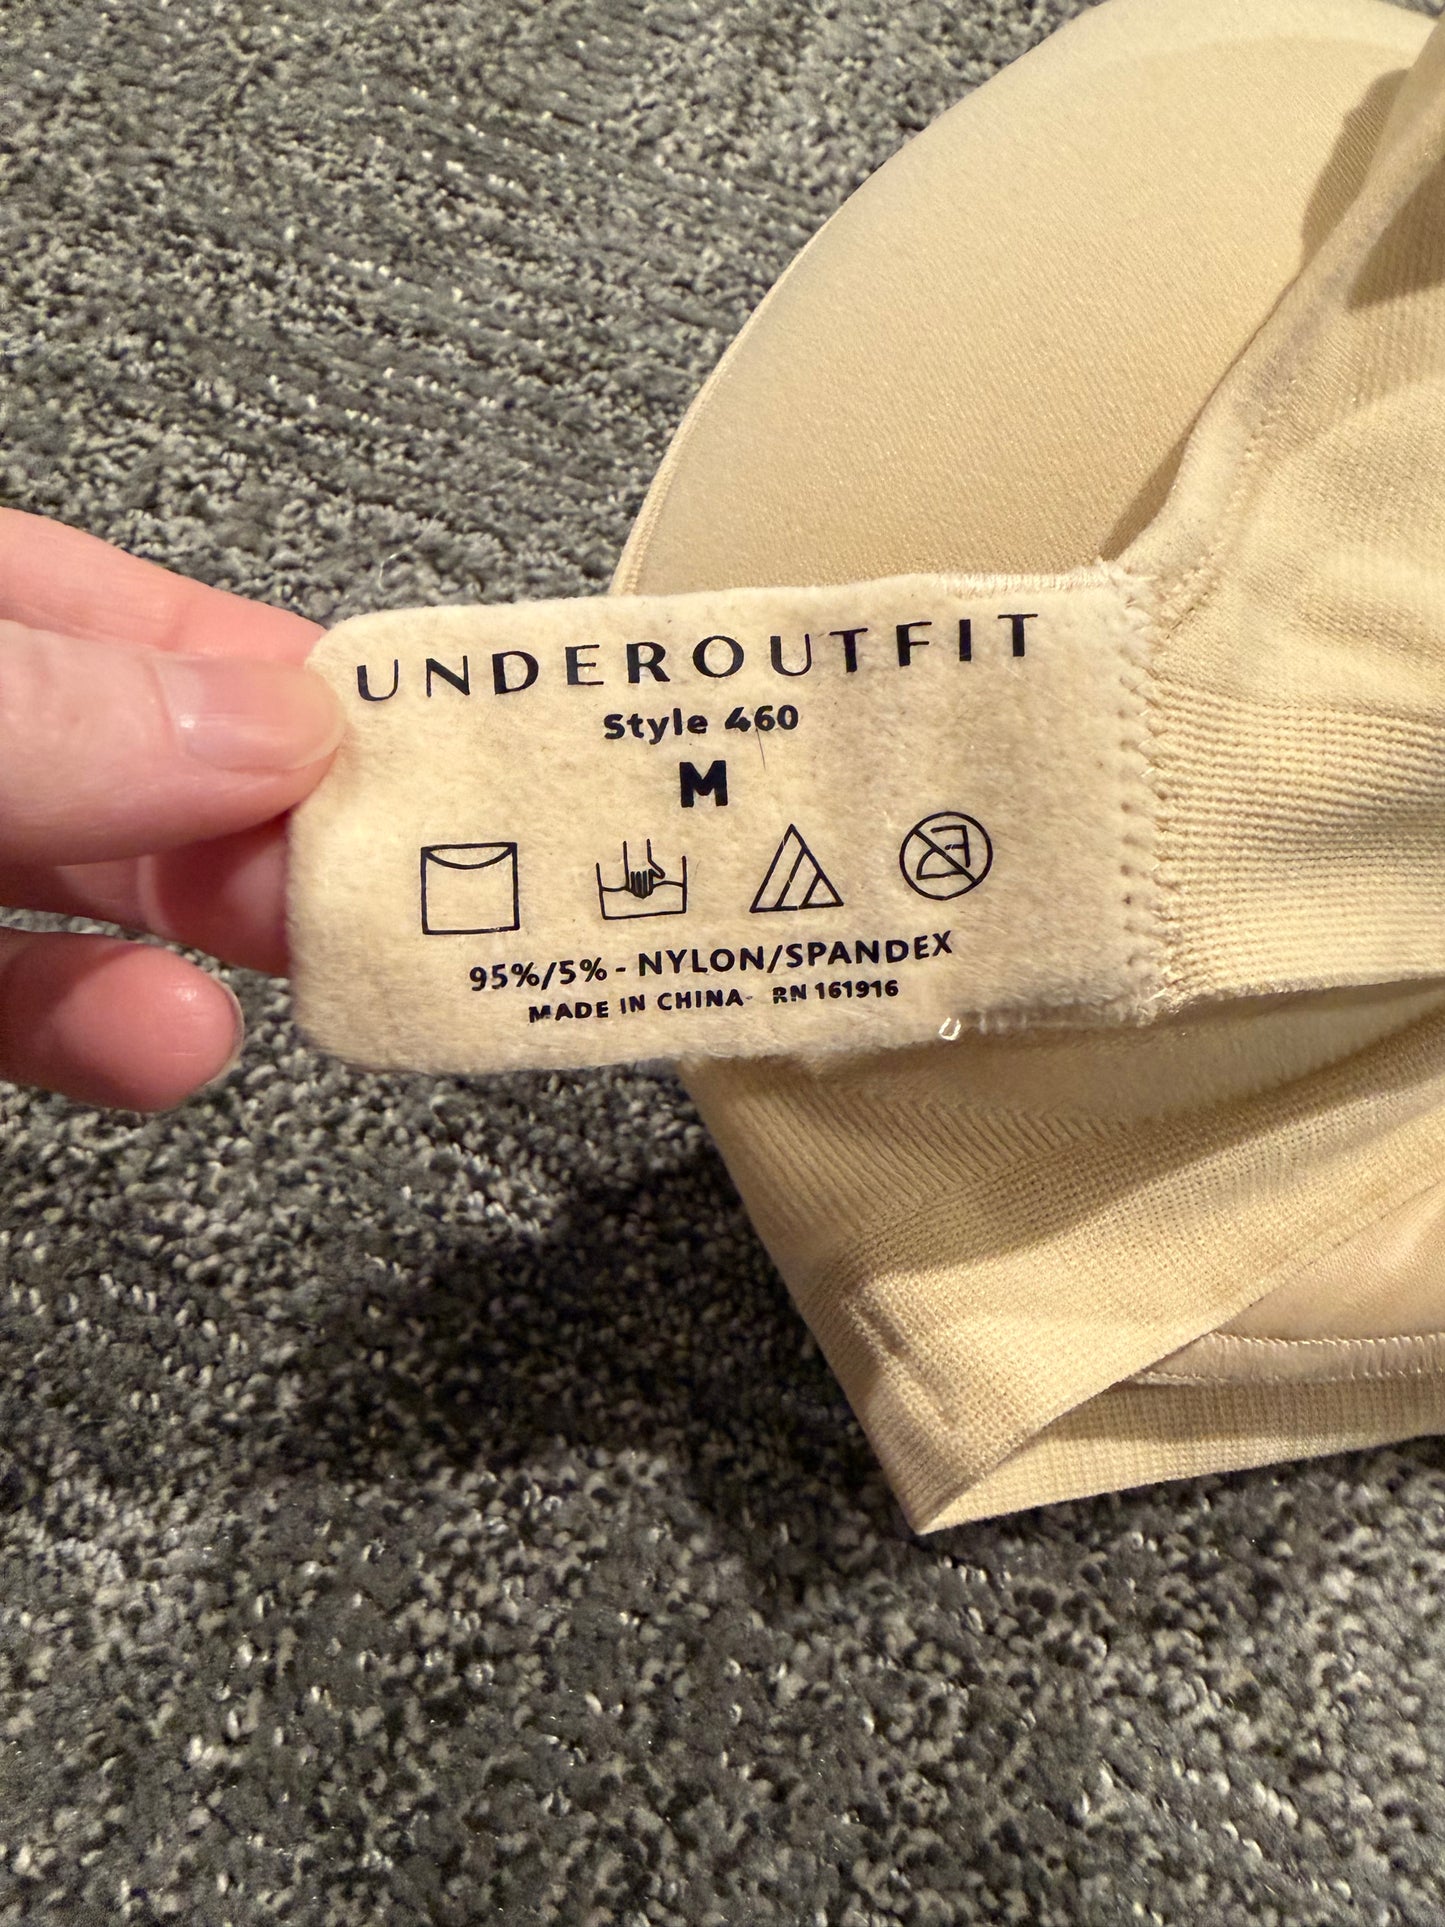 UNDEROUTFIT
Style 460
M
95%/5% - NYLON/SPANDEX
MADE IN CHINA- RN 161916